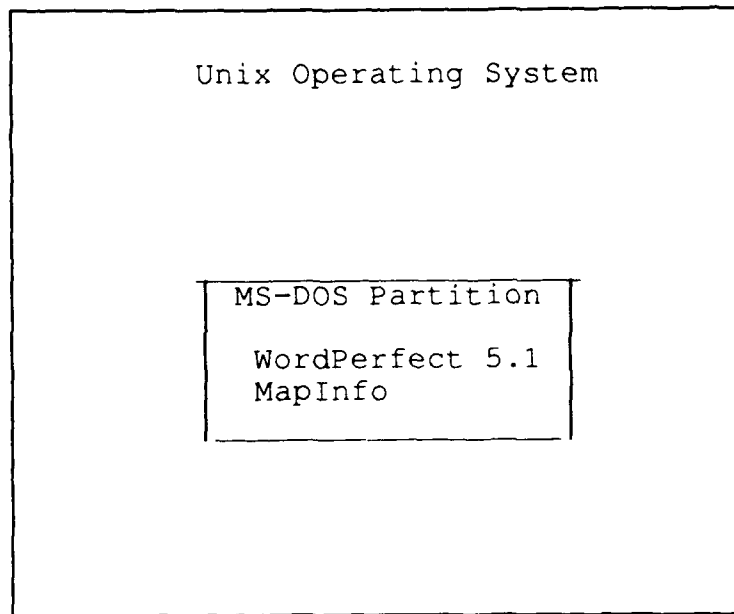 Unix Operating System
MS-DOS Partition
WordPerfect 5.1
MapInfo